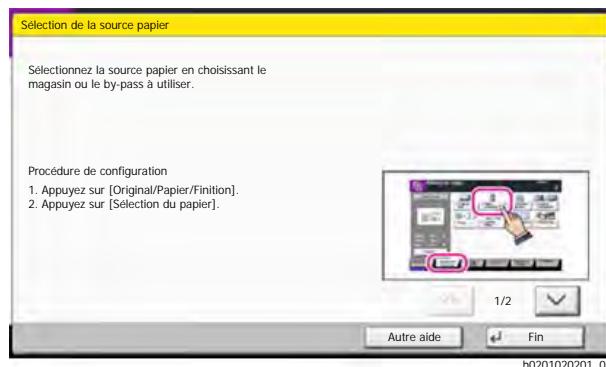 Sélection de la source papier
Sélectionnez la source papier en choisissant le
magasin ou le by-pass à utiliser.
Procédure de configuration
1. Appuyez sur [Original/Papier/Finition].
2. Appuyez sur [Sélection du papier].
1/2
Autre aide
Fin